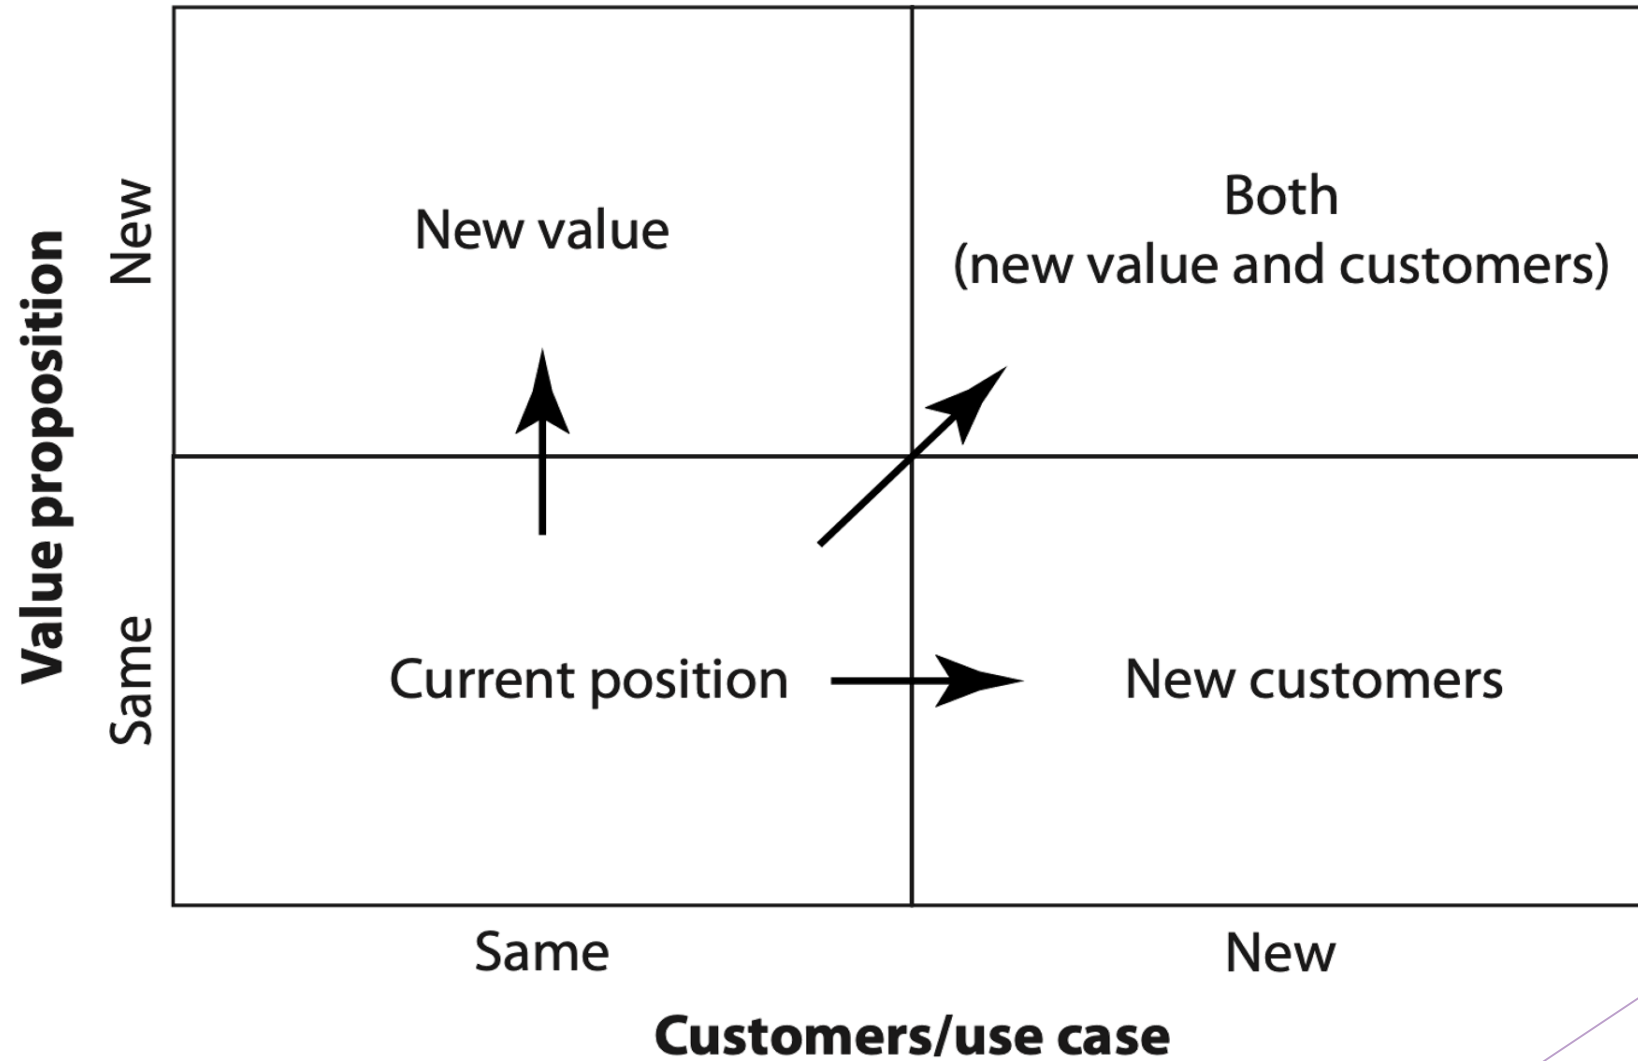 Value proposition
New
Same
New value
Both
(new value and customers)
Current position
New customers
Same
New
Customers/use case